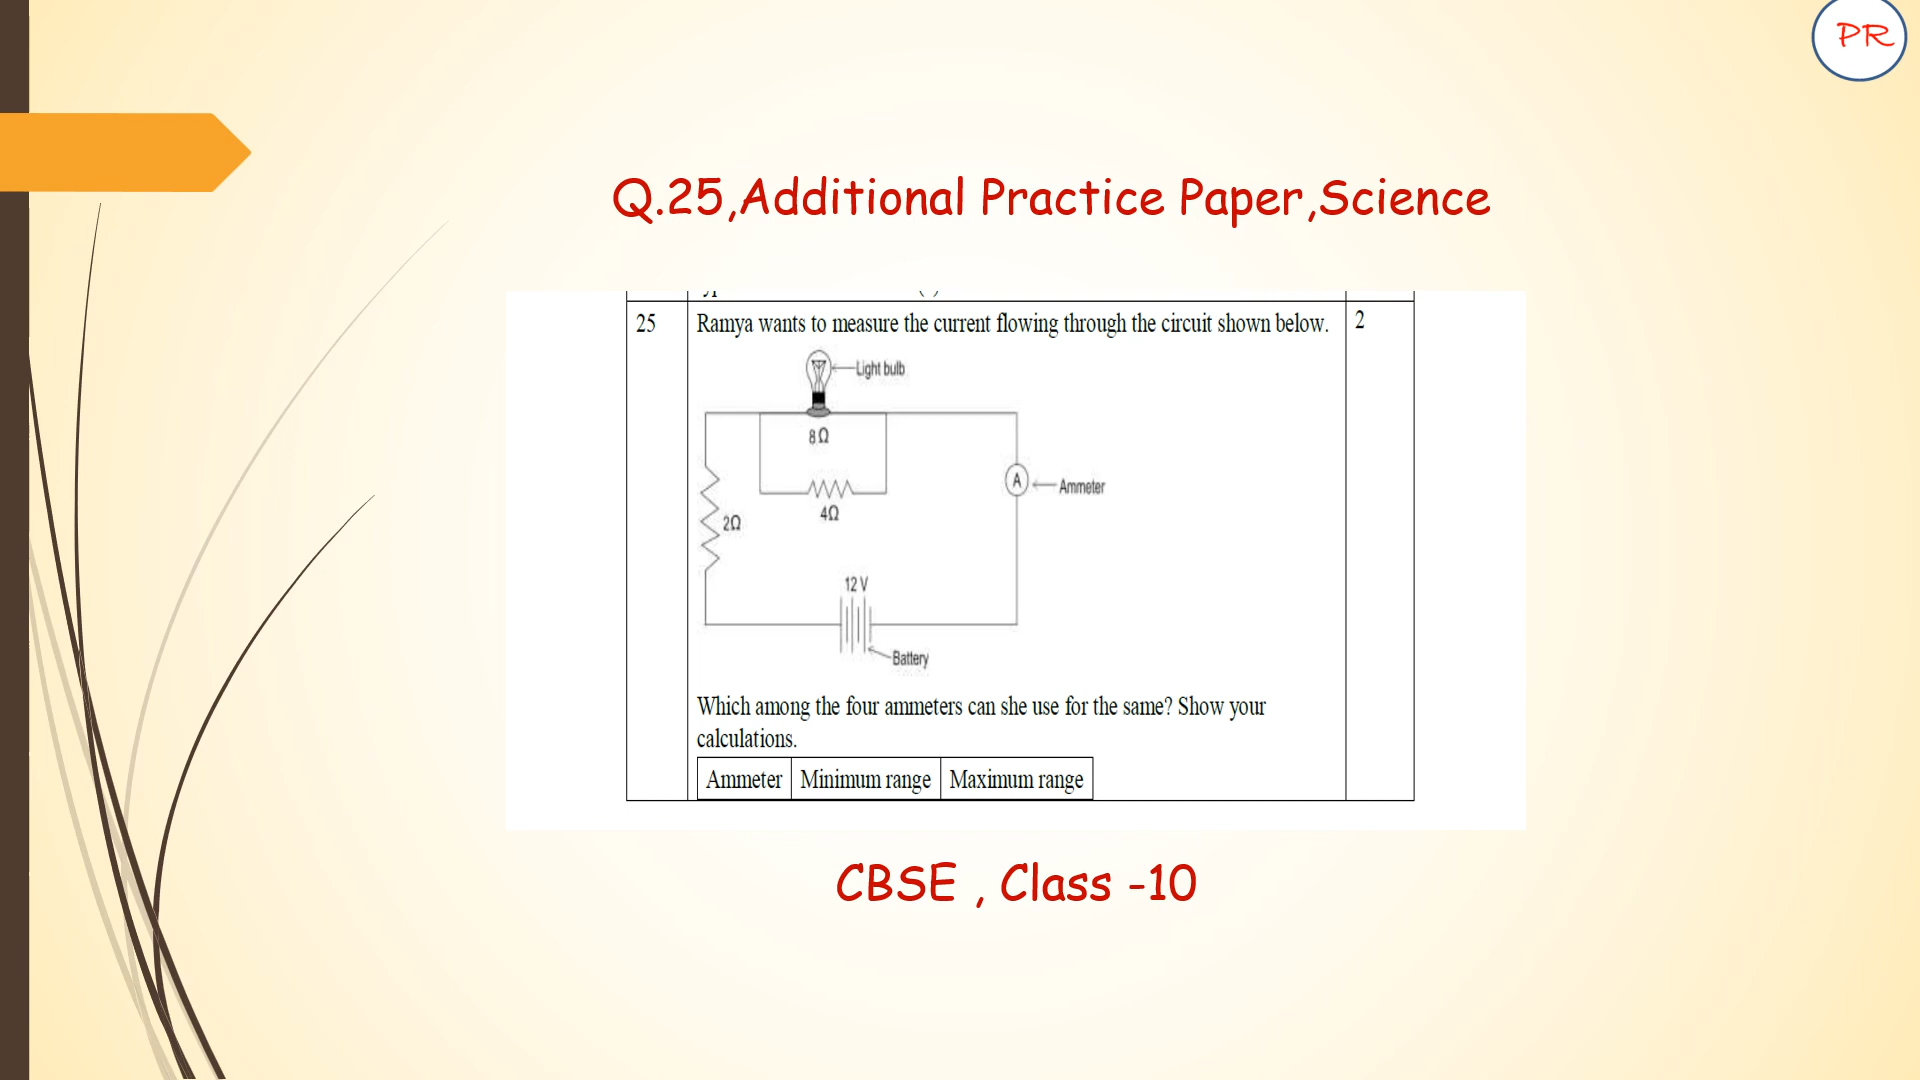 PR
Q.25,Additional Practice Paper,Science
25
Ramya wants to measure the current flowing through the circuit shown below.
2
Light bulb
8Ω
A
Ammeter
4Ω
2Ω
12 V
Battery
Which among the four ammeters can she use for the same? Show your
calculations.
Ammeter Minimum range Maximum range
CBSE , Class -10